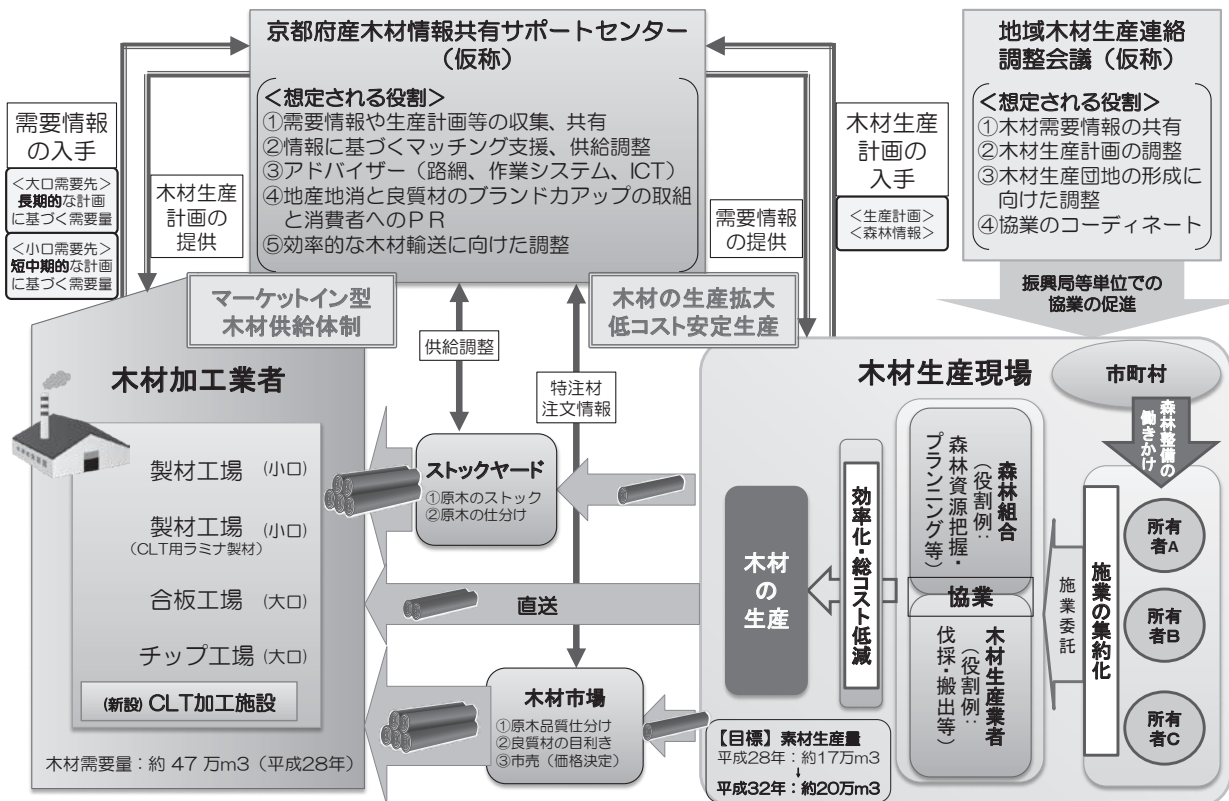 京都府産木材情報共有サポートセンター
（仮称）
＜想定される役割＞
①需要情報や生産計画等の収集、共有
②情報に基づくマッチング支援、供給調整
③アドバイザー（路網、作業システム、ICT）
④地産地消と良質材のブランド力アップの取組
と消費者へのＰＲ
⑤効率的な木材輸送に向けた調整
地域木材生産連絡
調整会議（仮称）
＜想定される役割＞
①木材需要情報の共有
②木材生産計画の調整
③木材生産団地の形成に
向けた調整
④協業のコーディネート
振興局等単位での
協業の促進
需要情報
の入手
＜大口需要先＞
長期的な計画
に基づく需要量
＜小口需要先＞
短中期的な計画
に基づく需要量
木材生産
計画の
提供
需要情報
の提供
木材生産
計画の
入手
＜生産計画＞
＜森林情報＞
マーケットイン型
木材供給体制
木材の生産拡大
低コスト安定生産
供給調整
特注材
注文情報
木材加工業者
製材工場 (小口)
製材工場 (小口)
(CLT用ラミナ製材)
合板工場 (大口)
チップ工場 (大口)
(新設) CLT加工施設
木材需要量：約 47 万m3（平成28年）
ストックヤード
①原木のストック
②原木の仕分け
直送
木材市場
①原木品質仕分け
②良質材の目利き
③市売（価格決定）
木材生産現場
市町村
森林整備の
働きかけ
所有
者A
所有
者B
所有
者C
施業の集約化
施業委託
森林組合
（役割例：
森林資源把握・
プランニング等）
協業
木材生産業者
（役割例：
伐採・搬出等）
効率化・総コスト低減
木材
の
生産
【目標】素材生産量
平成28年：約17万m3
↓
平成32年：約20万m3